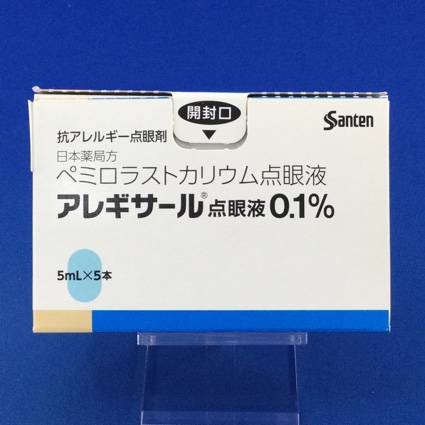 開封口
Santen
抗アレルギー点眼剤
日本薬局方
ペミロラストカリウム点眼液
アレギサール®点眼液0.1%
5mL×5本